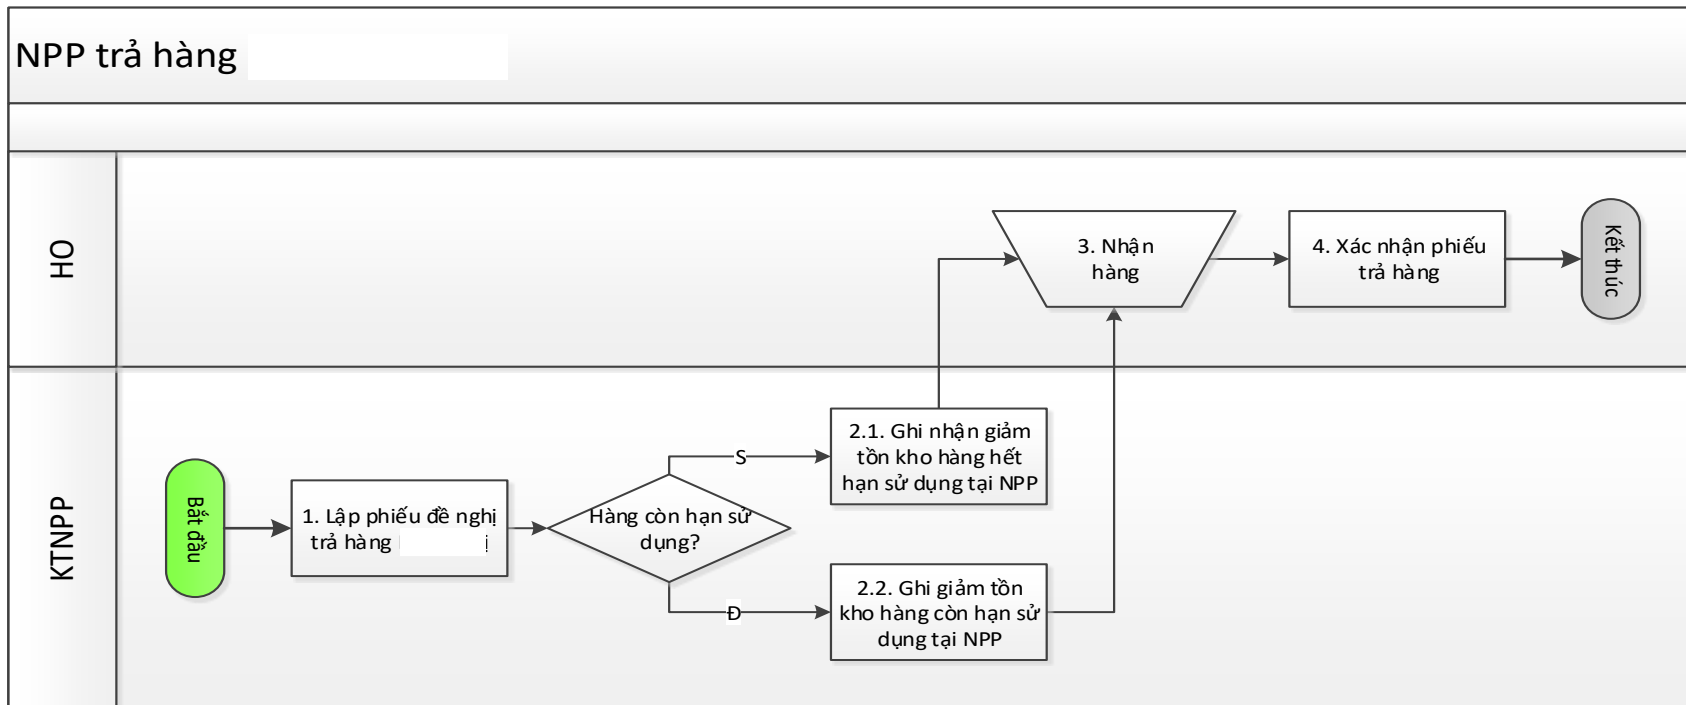 NPP trả hàng
HO
3. Nhận
hàng
4. Xác nhận phiếu
trả hàng
Kết thúc
KTNPP
Bắt đầu
1. Lập phiếu đề nghị
trả hàng
Hàng còn hạn sử
dụng?
S
2.1. Ghi nhận giảm
tồn kho hàng hết
hạn sử dụng tại NPP
Đ
2.2. Ghi giảm tồn
kho hàng còn hạn sử
dụng tại NPP